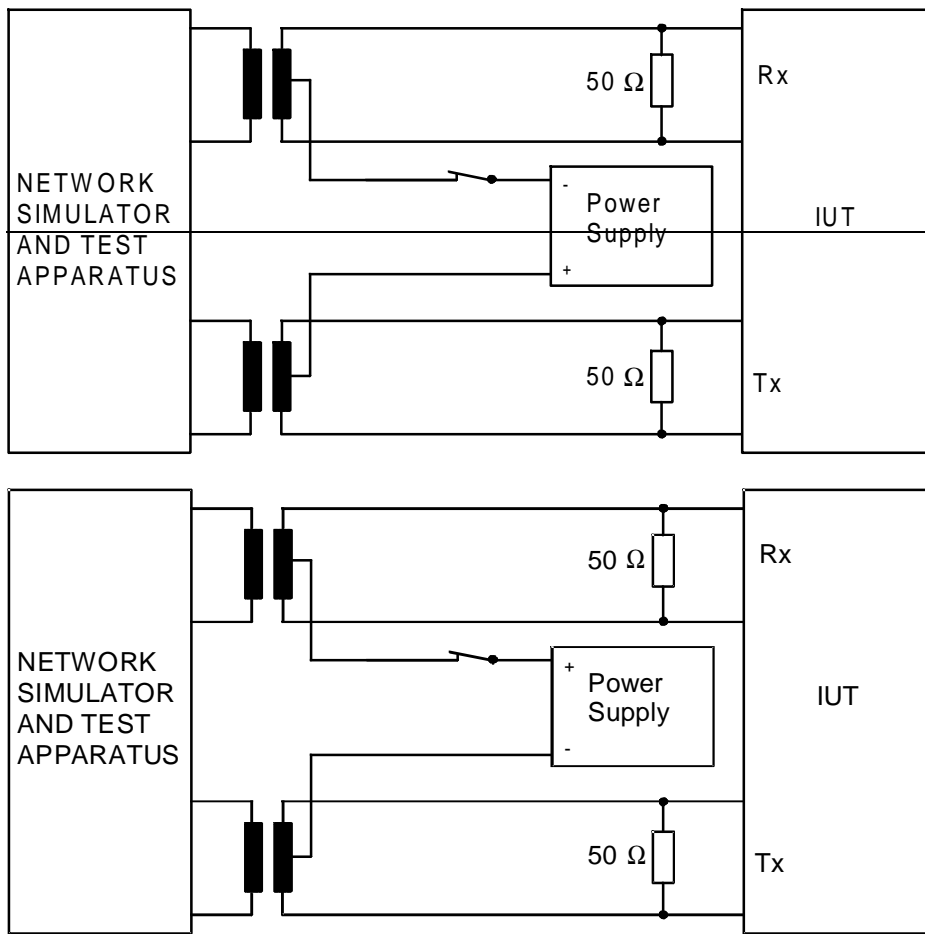 50 Ω
Rx
NETWORK
SIMULATOR
AND TEST
APPARATUS
-
Power
Supply
+
IUT
50 Ω
Tx
50 Ω
Rx
NETWORK
SIMULATOR
AND TEST
APPARATUS
+
Power
Supply
-
IUT
50 Ω
Tx